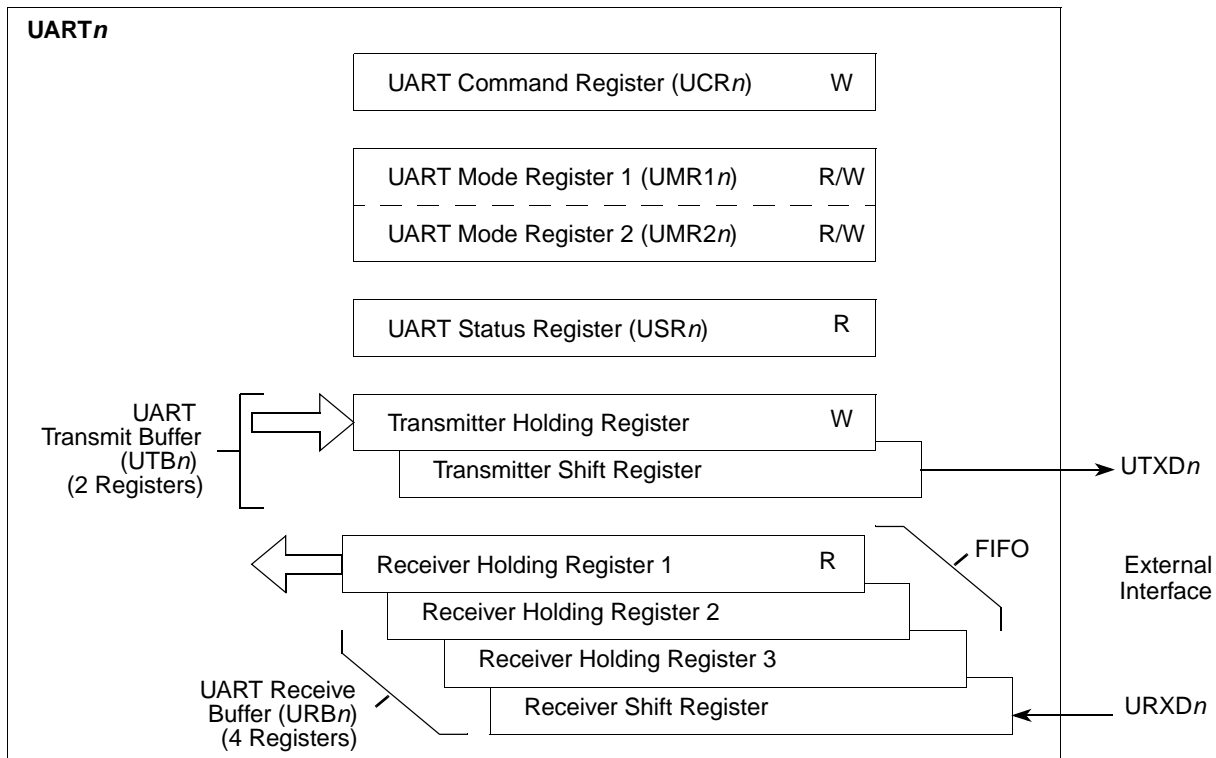 UARTn
UART Command Register (UCRn) W
UART Mode Register 1 (UMR1n) R/W
UART Mode Register 2 (UMR2n) R/W
UART Status Register (USRn) R
UART
Transmit Buffer
(UTBn)
(2 Registers)
Transmitter Holding Register W
Transmitter Shift Register
UTXDn
Receiver Holding Register 1 R
FIFO
External
Interface
Receiver Holding Register 2
Receiver Holding Register 3
UART Receive
Buffer (URBn)
(4 Registers)
Receiver Shift Register
URXDn